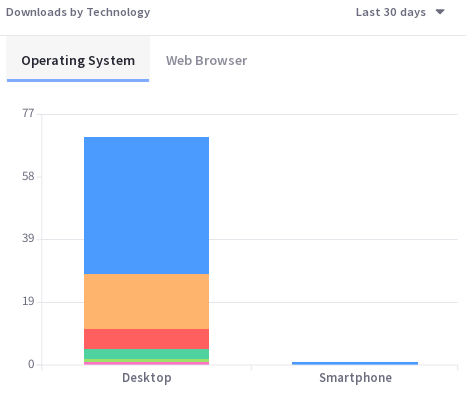 Downloads by Technology Last 30 days
Operating System Web Browser
77
58
39
19
0
Desktop Smartphone